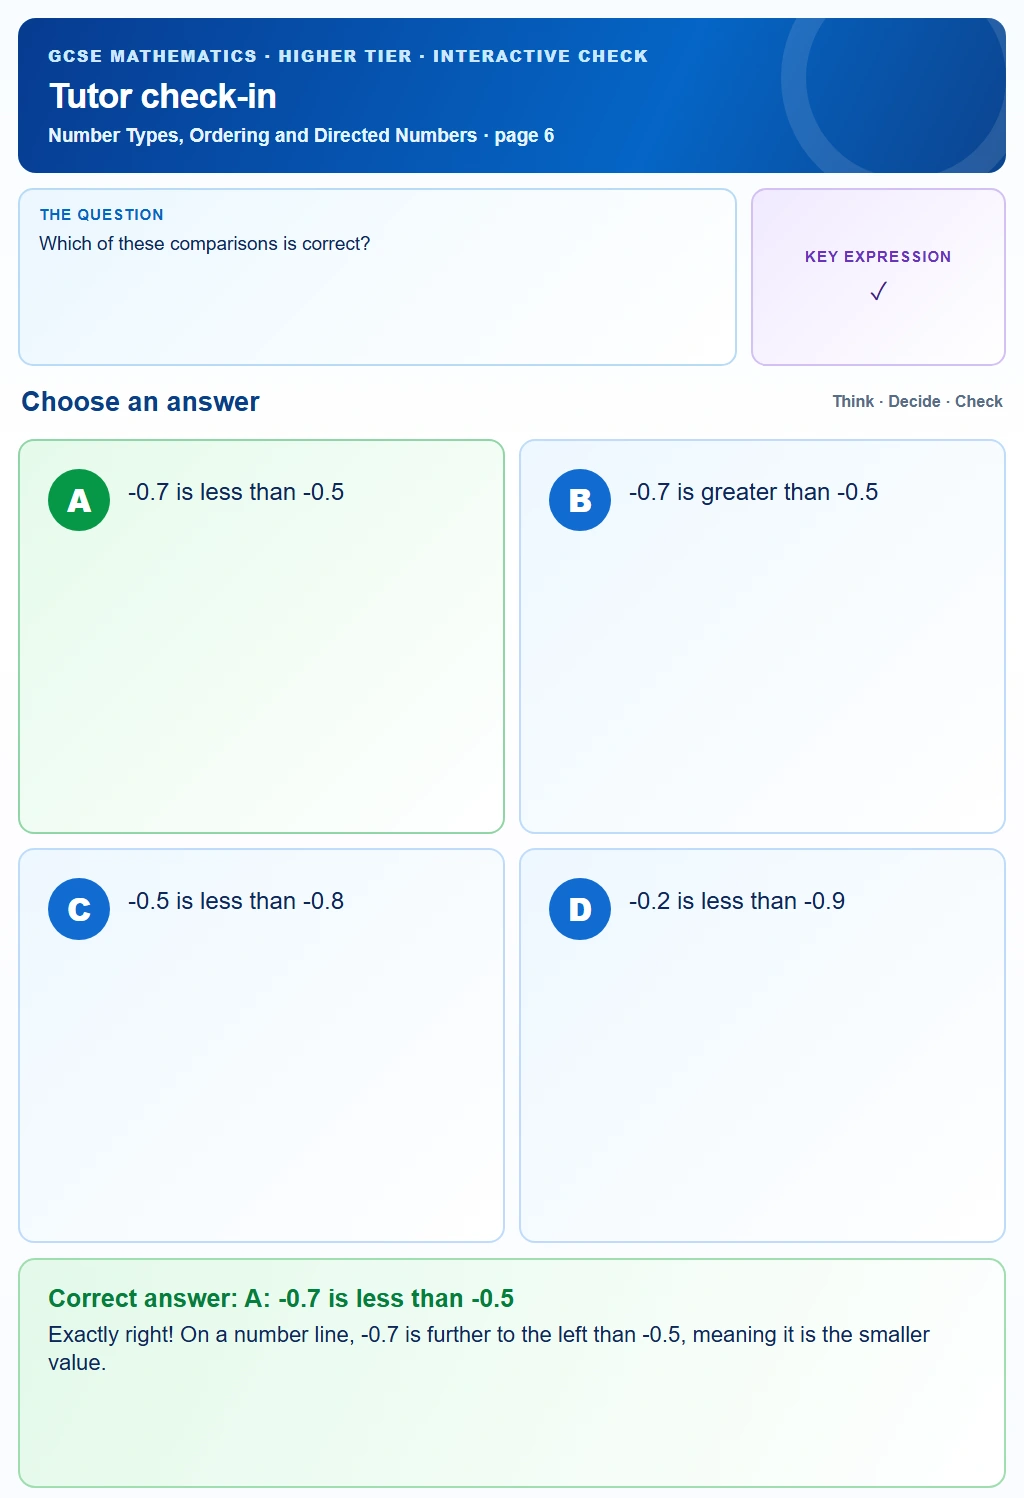 GCSE MATHEMATICS · HIGHER TIER · INTERACTIVE CHECK
Tutor check-in
Number Types, Ordering and Directed Numbers · page 6
THE QUESTION
Which of these comparisons is correct?
KEY EXPRESSION
✓
Choose an answer
Think · Decide · Check
A
-0.7 is less than -0.5
B
-0.7 is greater than -0.5
C
-0.5 is less than -0.8
D
-0.2 is less than -0.9
Correct answer: A: -0.7 is less than -0.5
Exactly right! On a number line, -0.7 is further to the left than -0.5, meaning it is the smaller
value.